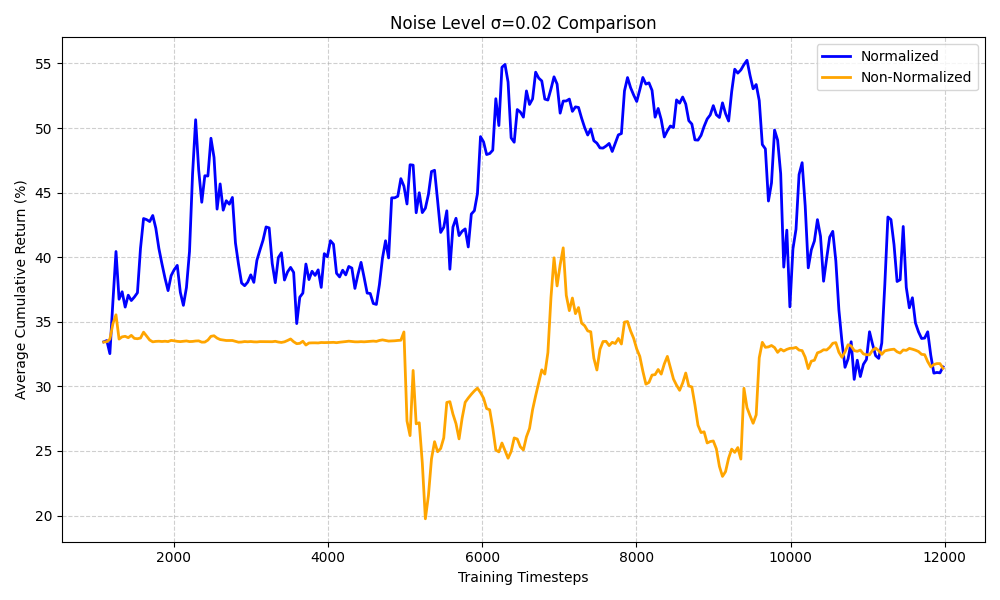 Noise Level σ=0.02 Comparison
Normalized
Non-Normalized
Average Cumulative Return (%)
55
50
45
40
35
30
25
20
2000
4000
6000
8000
10000
12000
Training Timesteps